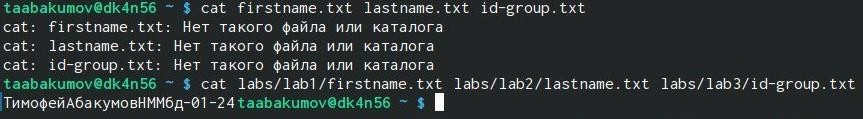 taabakumov@dk4n56 ~ $ cat firstname.txt lastname.txt id-group.txt
cat: firstname.txt: Нет такого файла или каталога
cat: lastname.txt: Нет такого файла или каталога
cat: id-group.txt: Нет такого файла или каталога
taabakumov@dk4n56 ~ $ cat labs/lab1/firstname.txt labs/lab2/lastname.txt labs/lab3/id-group.txt
ТимофейАбакумовНММбд-01-24taabakumov@dk4n56 ~ $